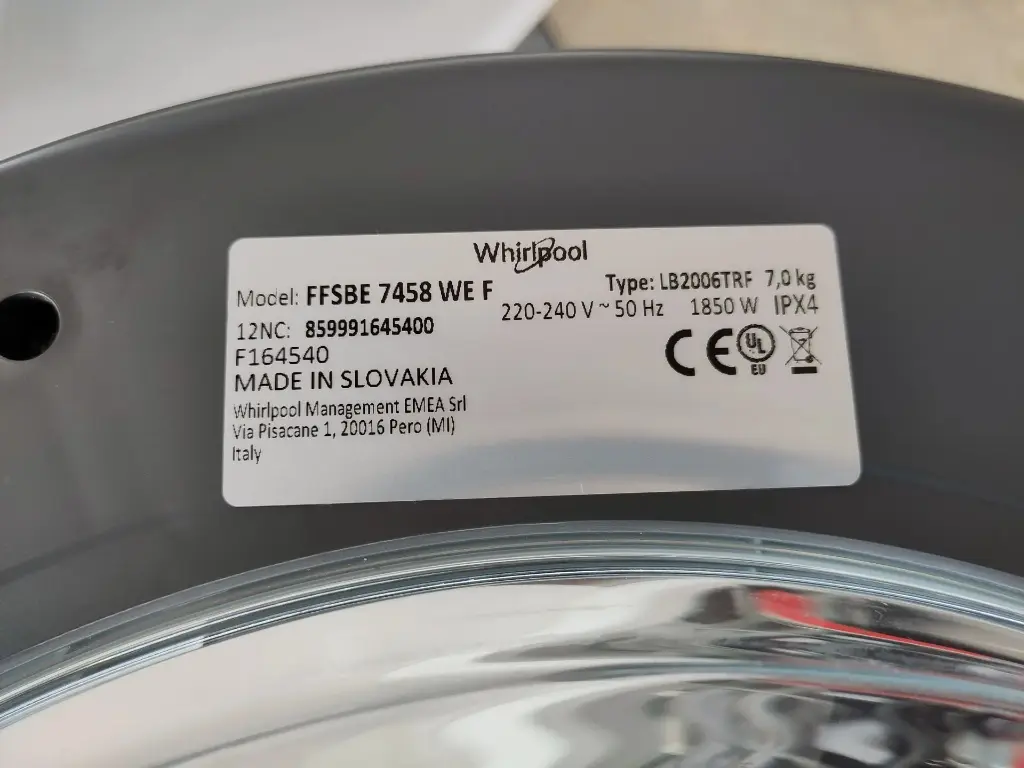 Whirlpool
Model: FFSBE 7458 WE F
Type: LB2006TRF 7,0 kg
220-240 V ~ 50 Hz 1850 W IPX4
12NC: 859991645400
F164540
MADE IN SLOVAKIA
Whirlpool Management EMEA Srl
Via Pisacane 1, 20016 Pero (MI)
Italy
CE UL
EU